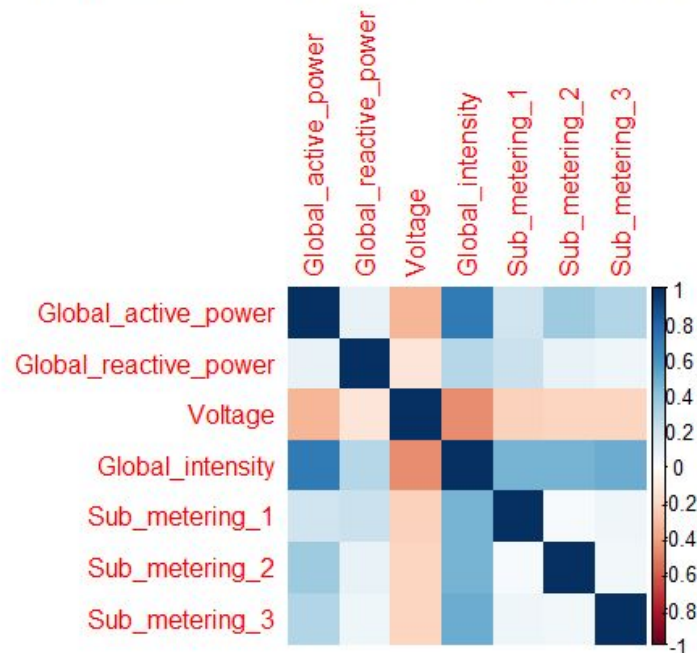 Global_active_power
Global_reactive_power
Voltage
Global_intensity
Sub_metering_1
Sub_metering_2
Sub_metering_3
Global_active_power
Global_reactive_power
Voltage
Global_intensity
Sub_metering_1
Sub_metering_2
Sub_metering_3
1
0.8
0.6
0.4
0.2
0
-0.2
-0.4
-0.6
-0.8
-1